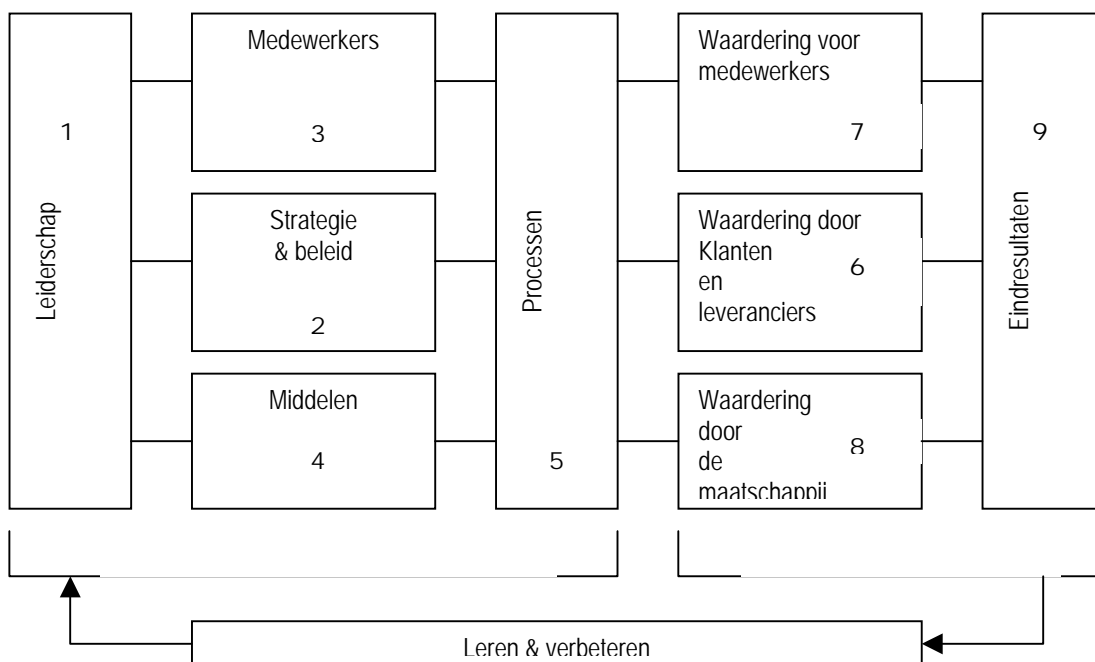 Leiderschap
1
Medewerkers
3
Strategie
& beleid
2
Middelen
4
Processen
5
Waardering voor
medewerkers
7
Waardering door
Klanten
en
leveranciers
6
Waardering
door
de
maatschappij
8
Eindresultaten
9
Leren & verbeteren